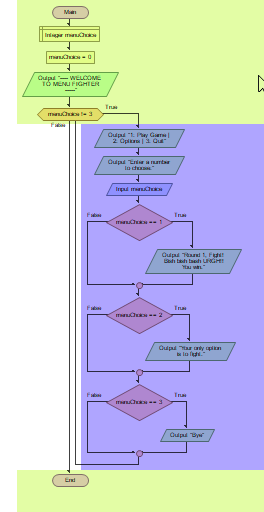 Main
Integer menuChoice
menuChoice = 0
Output "---- WELCOME
TO MENU FIGHTER
----"
menuChoice != 3
True
False
Output "1. Play Game |
2. Options | 3. Quit"
Output "Enter a number
to choose."
Input menuChoice
False
menuChoice == 1
True
Output "Round 1, Fight!
Bish bash UNGH!!
You win."
False
menuChoice == 2
True
Output "Your only option
is to fight."
False
menuChoice == 3
True
Output "Bye"
End